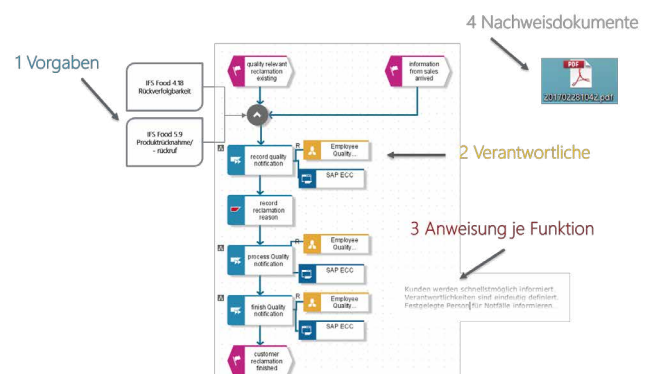 4 Nachweisdokumente
1 Vorgaben
quality relevant
reclamation
existing
information
from sales
arrived
PDF
201702281042.pdf
IFS Food 4.18
Rückverfolgbarkeit
IFS Food 5.9
Produktrücknahme/
- rückruf
record quality
notification
R
Employee
Quality...
SAP ECC
2 Verantwortliche
record
reclamation
reason
3 Anweisung je Funktion
process Quality
notification
R
Employee
Quality...
SAP ECC
Kunden werden schnellstmöglich informiert.
Verantwortlichkeiten sind eindeutig definiert.
Festgelegte Person für Notfälle informieren.
finish Quality
notification
R
Employee
Quality...
SAP ECC
customer
reclamation
finished